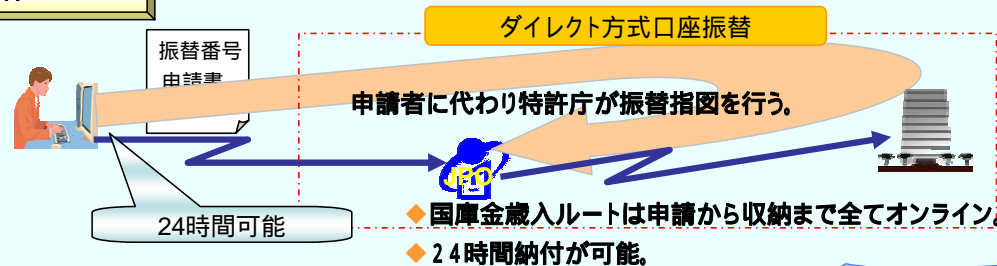 ダイレクト方式口座振替
振替番号
申請書
申請者に代わり特許庁が振替指図を行う。
JPO
24時間可能
◆国庫金歳入ルートは申請から収納まで全てオンライン。
◆24時間納付が可能。